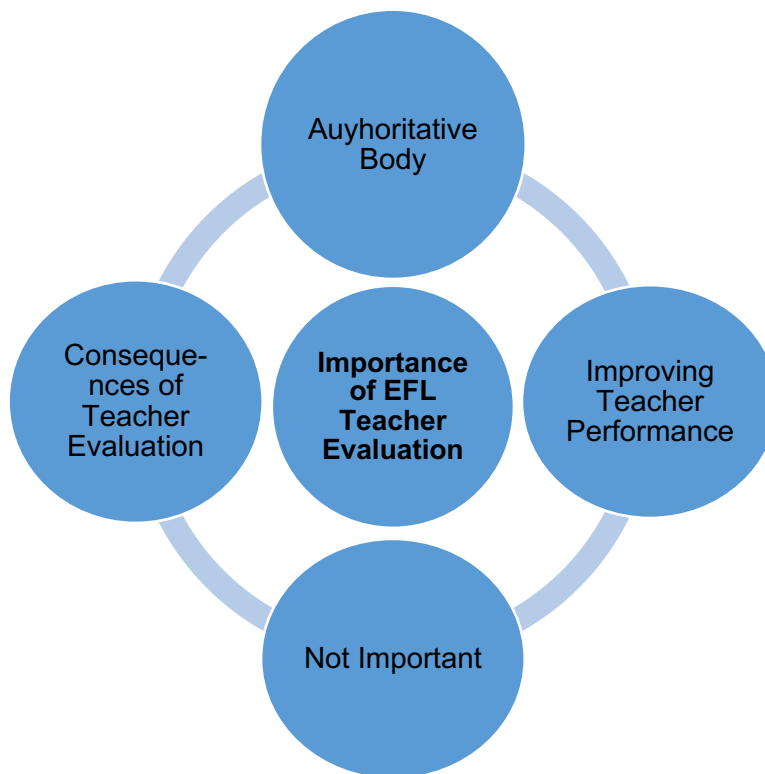 Auyhoritative
Body
Conseque-
nces of
Teacher
Evaluation
Importance
of EFL
Teacher
Evaluation
Improving
Teacher
Performance
Not Important